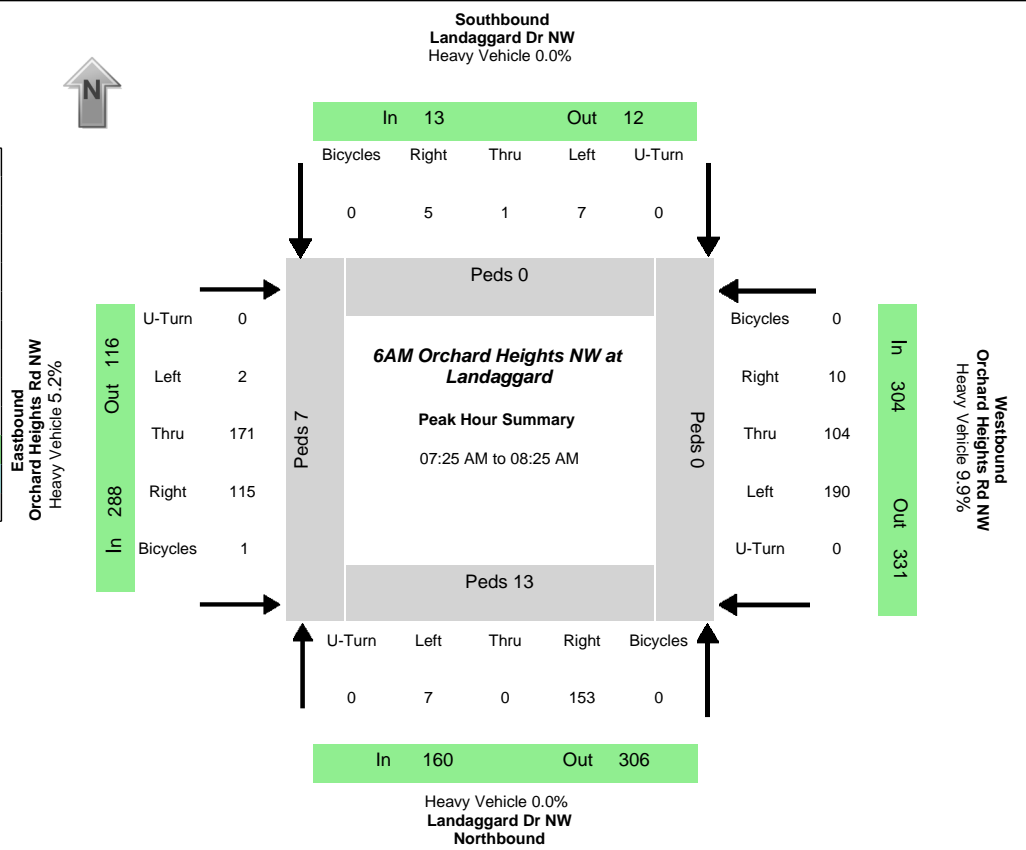 Southbound
Landaggard Dr NW
Heavy Vehicle 0.0%
N
In 13 Out 12
Bicycles Right Thru Left U-Turn
0 5 1 7 0
Peds 0
Eastbound
Orchard Heights Rd NW
Heavy Vehicle 5.2%
Out 116
In 288
U-Turn 0
Left 2
Thru 171
Right 115
Bicycles 1
Peds 7
6AM Orchard Heights NW at
Landaggard
Peak Hour Summary
07:25 AM to 08:25 AM
Peds 0
Bicycles 0
Right 10
Thru 104
Left 190
U-Turn 0
In 304
Out 331
Westbound
Orchard Heights Rd NW
Heavy Vehicle 9.9%
Peds 13
U-Turn Left Thru Right Bicycles
0 7 0 153 0
In 160 Out 306
Heavy Vehicle 0.0%
Landaggard Dr NW
Northbound